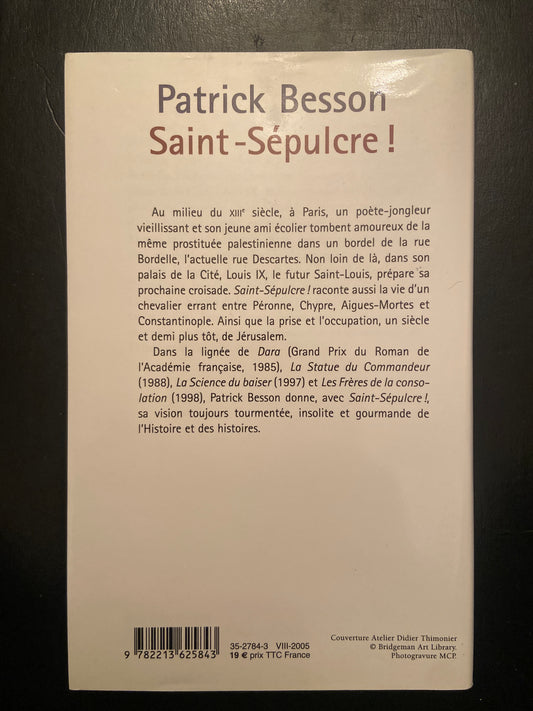 Patrick Besson
Saint-Sépulcre !
Au milieu du XIIIe siècle, à Paris, un poète-jongleur
vieillissant et son jeune ami écolier tombent amoureux de la
même prostituée palestinienne dans un bordel de la rue
Bordelle, l'actuelle rue Descartes. Non loin de là, dans son
palais de la Cité, Louis IX, le futur Saint-Louis, prépare sa
prochaine croisade. Saint-Sépulcre ! raconte aussi la vie d'un
chevalier errant entre Péronne, Chypre, Aigues-Mortes et
Constantinople. Ainsi que la prise et l'occupation, un siècle
et demi plus tôt, de Jérusalem.
Dans la lignée de Dara (Grand Prix du Roman de
l'Académie française, 1985), La Statue du Commandeur
(1988), La Science du baiser (1997) et Les Frères de la conso-
lation (1998), Patrick Besson donne, avec Saint-Sépulcre !,
sa vision toujours tourmentée, insolite et gourmande de
l'Histoire et des histoires.
9 782213 625843
35-2784-3 VIII-2005
19 € prix TTC France
Couverture Atelier Didier Thimonier
© Bridgeman Art Library.
Photogravure MCP.